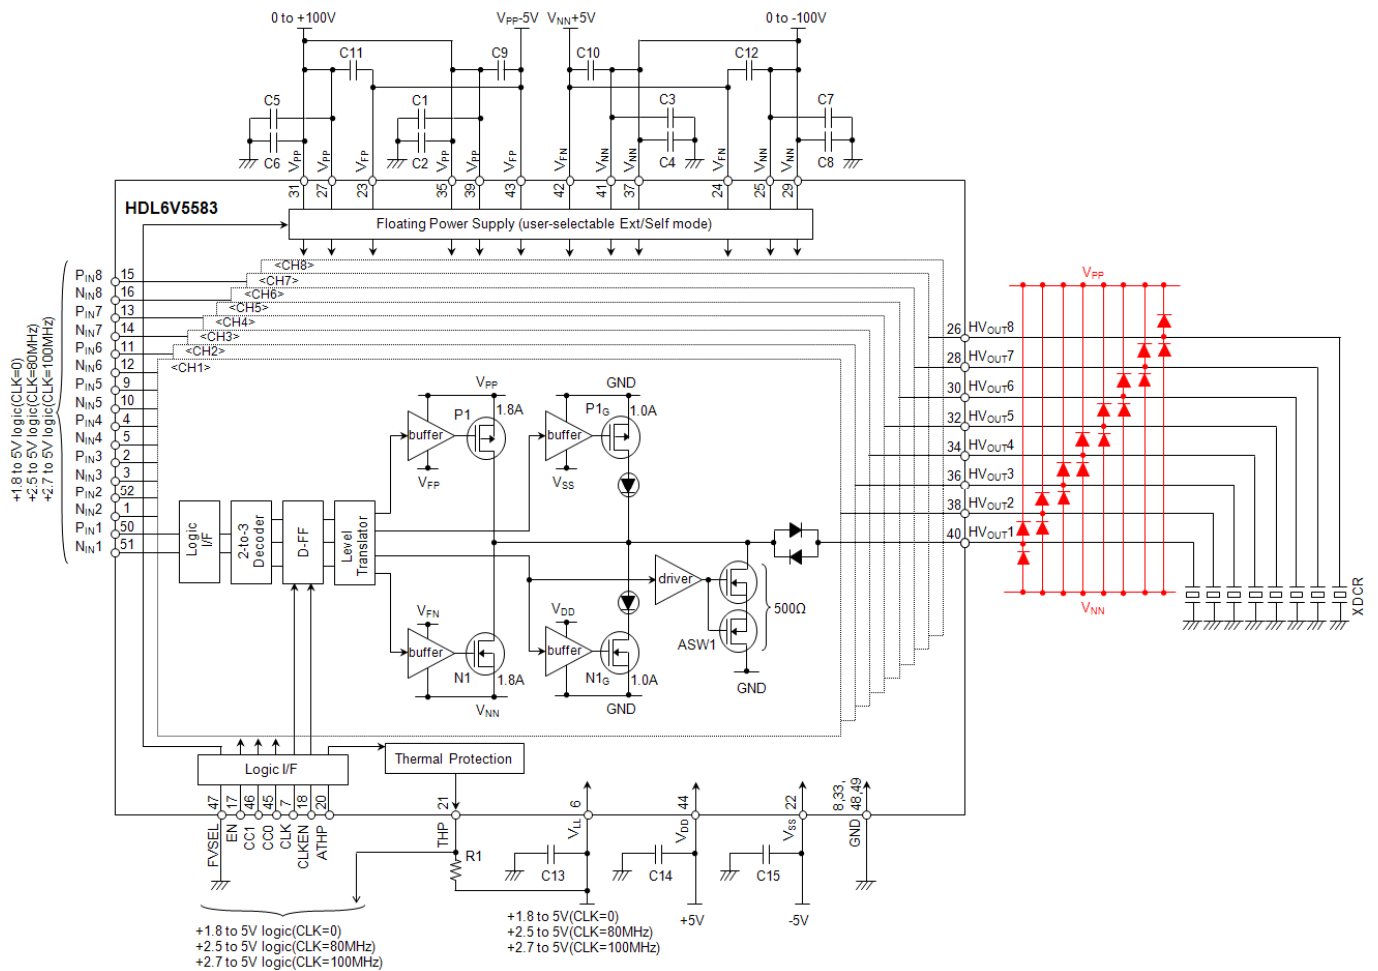 0 to +100V
VPP-5V
VNN+5V
0 to -100V
C11
C9
C10
C12
C5
C1
C3
C7
C6
C2
C4
C8
VPP
VPP
VFP
VPP
VPP
VFP
VFN
VNN
VNN
VFN
VNN
VNN
31
27
23
35
39
43
42
41
37
24
25
29
HDL6V5583
Floating Power Supply (user-selectable Ext/Self mode)
+1.8 to 5V logic(CLK=0)
+2.5 to 5V logic(CLK=80MHz)
+2.7 to 5V logic(CLK=100MHz)
PIN8 15
NIN8 16
PIN7 13
NIN7 14
PIN6 11
NIN6 12
PIN5 9
NIN5 10
PIN4 4
NIN4 5
PIN3 2
NIN3 3
PIN2 52
NIN2 1
PIN1 50
NIN1 51
<CH8>
<CH7>
<CH6>
<CH5>
<CH4>
<CH3>
<CH2>
<CH1>
VPP
26 HVOUT8
28 HVOUT7
30 HVOUT6
32 HVOUT5
34 HVOUT4
36 HVOUT3
38 HVOUT2
40 HVOUT1
VNN
XDCR
VPP
GND
P1
1.8A
P1G
1.0A
buffer
buffer
VFP
VSS
Logic
I/F
2-to-3
Decoder
D-FF
Level
Translator
driver
500Ω
ASW1
GND
VFN
VDD
buffer
buffer
N1
1.8A
N1G
1.0A
VNN
GND
Logic I/F
Thermal Protection
47
17
46
45
7
18
20
21
6
44
22
8,33,
48,49
FVSEL
EN
CC1
CC0
CLK
CLKEN
ATHP
THP
VLL
VDD
VSS
GND
R1
C13
C14
C15
+1.8 to 5V logic(CLK=0)
+2.5 to 5V logic(CLK=80MHz)
+2.7 to 5V logic(CLK=100MHz)
+1.8 to 5V(CLK=0)
+2.5 to 5V(CLK=80MHz)
+2.7 to 5V(CLK=100MHz)
+5V
-5V